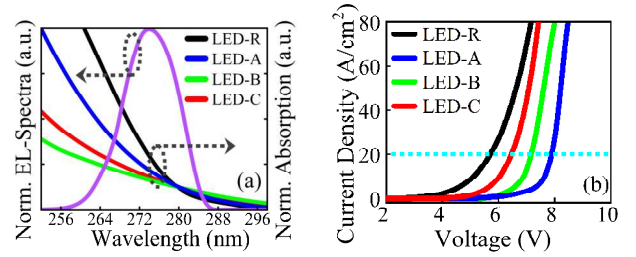 Norm. EL-Spectra (a.u.)
LED-R
LED-A
LED-B
LED-C
(a)
256 264 272 280 288 296
Wavelength (nm)
Norm. Absorption (a.u.)
Current Density (A/cm²)
80
60
40
20
0
LED-R
LED-A
LED-B
LED-C
(b)
2 4 6 8 10
Voltage (V)